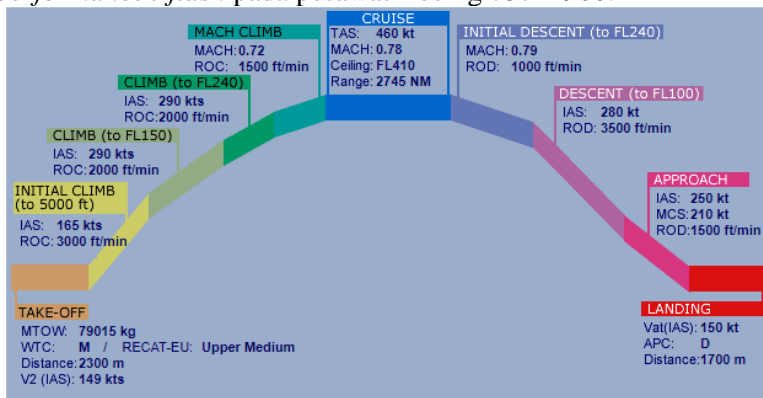 pada pesawat Boeing
CRUISE
TAS: 460 kt
MACH: 0.78
Ceiling: FL410
Range: 2745 NM
MACH CLIMB
MACH: 0.72
ROC: 1500 ft/min
INITIAL DESCENT (to FL240)
MACH: 0.79
ROD: 1000 ft/min
CLIMB (to FL240)
IAS: 290 kts
ROC: 2000 ft/min
DESCENT (to FL100)
IAS: 280 kt
ROD: 3500 ft/min
CLIMB (to FL150)
IAS: 290 kts
ROC: 2000 ft/min
APPROACH
IAS: 250 kt
MCS: 210 kt
ROD: 1500 ft/min
INITIAL CLIMB
(to 5000 ft)
IAS: 165 kts
ROC: 3000 ft/min
TAKE-OFF
MTOW: 79015 kg
WTC: M / RECAT-EU: Upper Medium
Distance: 2300 m
V2 (IAS): 149 kts
LANDING
Vat(IAS): 150 kt
APC: D
Distance: 1700 m